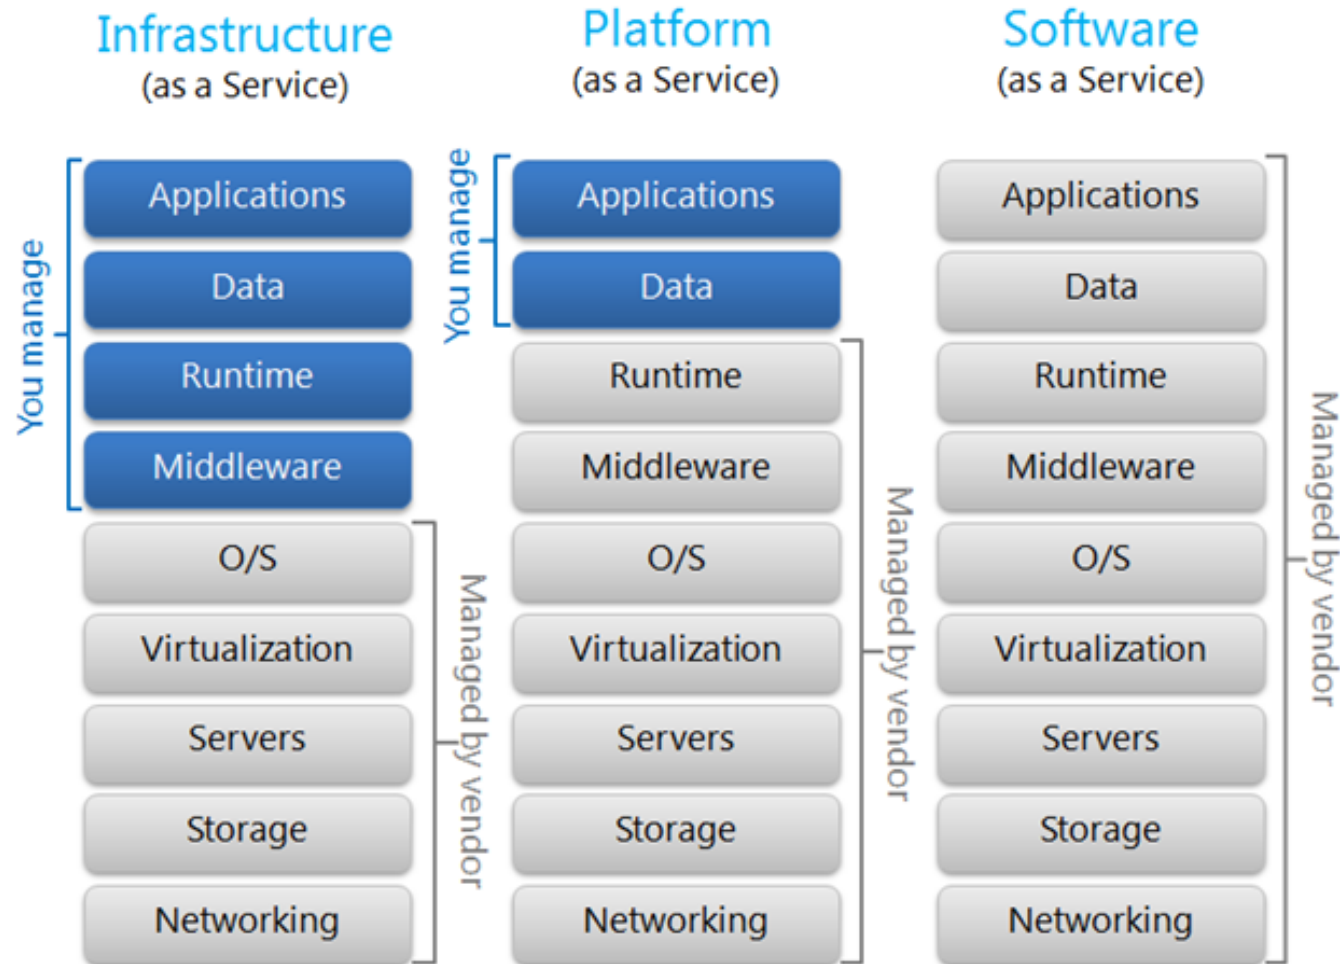 Infrastructure
(as a Service)
You manage
Applications
Data
Runtime
Middleware
O/S
Virtualization
Servers
Storage
Networking
Managed by vendor
Platform
(as a Service)
You manage
Applications
Data
Runtime
Middleware
O/S
Virtualization
Servers
Storage
Networking
Managed by vendor
Software
(as a Service)
Applications
Data
Runtime
Middleware
O/S
Virtualization
Servers
Storage
Networking
Managed by vendor